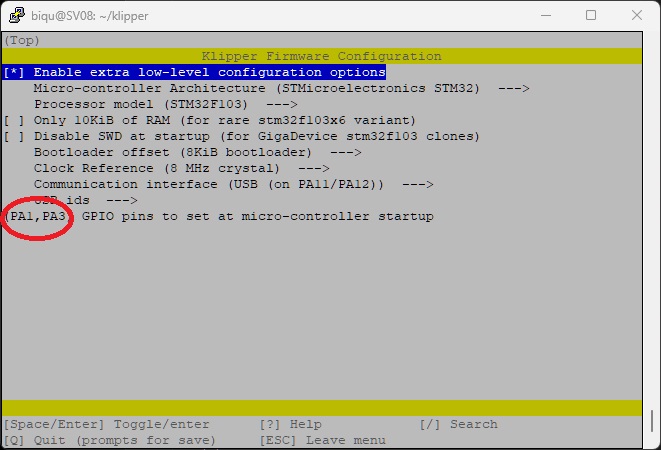 biqu@SV08: ~/klipper
(Top)
Klipper Firmware Configuration
[*] Enable extra low-level configuration options
Micro-controller Architecture (STMicroelectronics STM32)  --->
Processor model (STM32F103)  --->
[ ] Only 10KiB of RAM (for rare stm32f103x6 variant)
[ ] Disable SWD at startup (for GigaDevice stm32f103 clones)
Bootloader offset (8KiB bootloader)  --->
Clock Reference (8 MHz crystal)  --->
Communication interface (USB (on PA11/PA12))  --->
USB ids  --->
(PA1,PA3) GPIO pins to set at micro-controller startup
[Space/Enter] Toggle/enter [?] Help [/] Search
[Q] Quit (prompts for save) [ESC] Leave menu